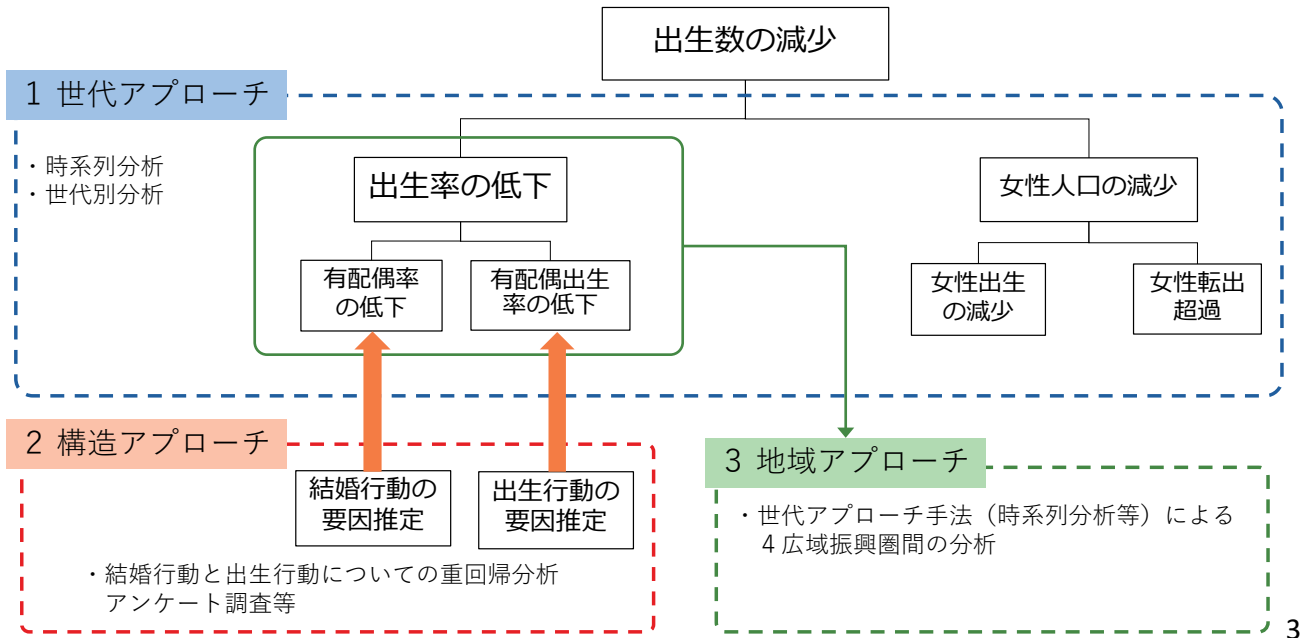 出生数の減少
1 世代アプローチ
・時系列分析
・世代別分析
出生率の低下
女性人口の減少
有配偶率
の低下
有配偶出生
率の低下
女性出生
の減少
女性転出
超過
2 構造アプローチ
結婚行動の
要因推定
出生行動の
要因推定
・結婚行動と出生行動についての重回帰分析
アンケート調査等
3 地域アプローチ
・世代アプローチ手法（時系列分析等）による
４広域振興圏間の分析
3